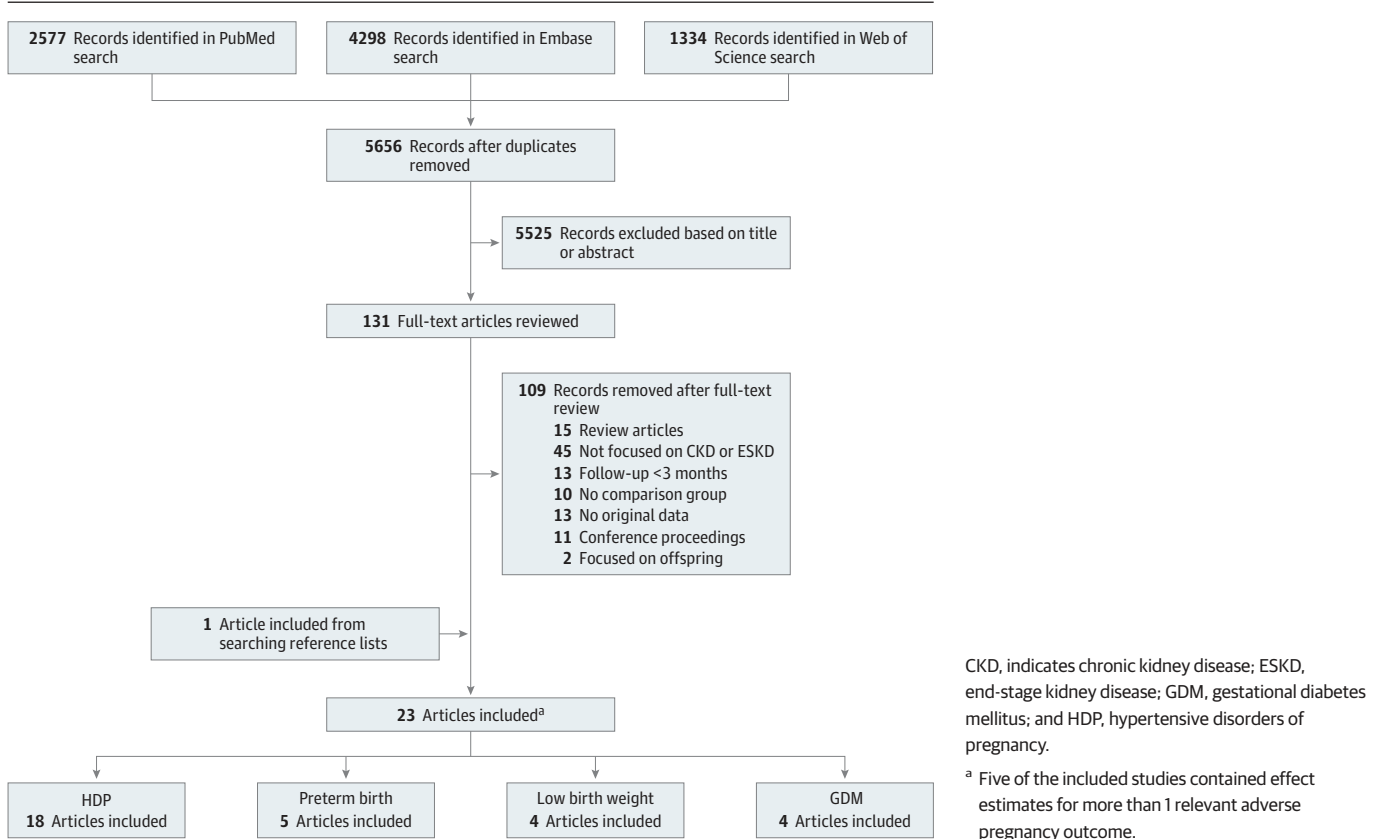 2577 Records identified in PubMed
search
4298 Records identified in Embase
search
1334 Records identified in Web of
Science search
5656 Records after duplicates
removed
5525 Records excluded based on title
or abstract
131 Full-text articles reviewed
109 Records removed after full-text
review
15 Review articles
45 Not focused on CKD or ESKD
13 Follow-up <3 months
10 No comparison group
13 No original data
11 Conference proceedings
2 Focused on offspring
1 Article included from
searching reference lists
23 Articles includedᵃ
HDP
18 Articles included
Preterm birth
5 Articles included
Low birth weight
4 Articles included
GDM
4 Articles included
CKD, indicates chronic kidney disease; ESKD,
end-stage kidney disease; GDM, gestational diabetes
mellitus; and HDP, hypertensive disorders of
pregnancy.
ᵃ Five of the included studies contained effect
estimates for more than 1 relevant adverse
pregnancy outcome.